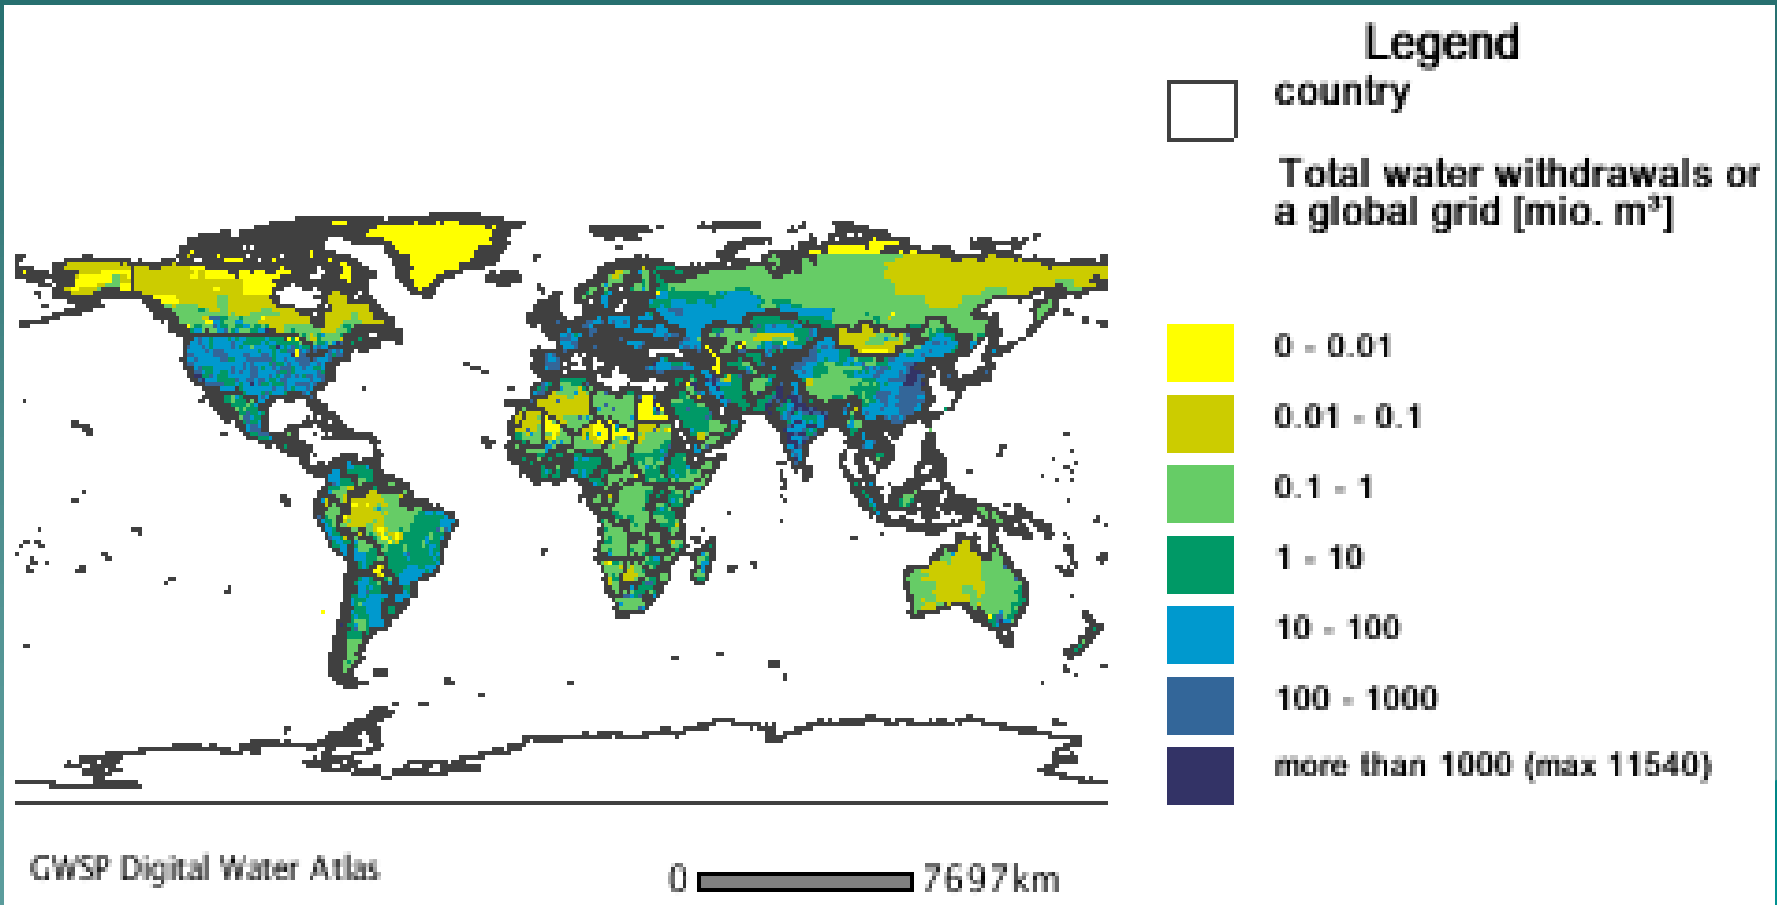 Legend
country
Total water withdrawals or
a global grid [mio. m³]
0 - 0.01
0.01 - 0.1
0.1 - 1
1 - 10
10 - 100
100 - 1000
more than 1000 (max 11540)
GWSP Digital Water Atlas
0 7697km